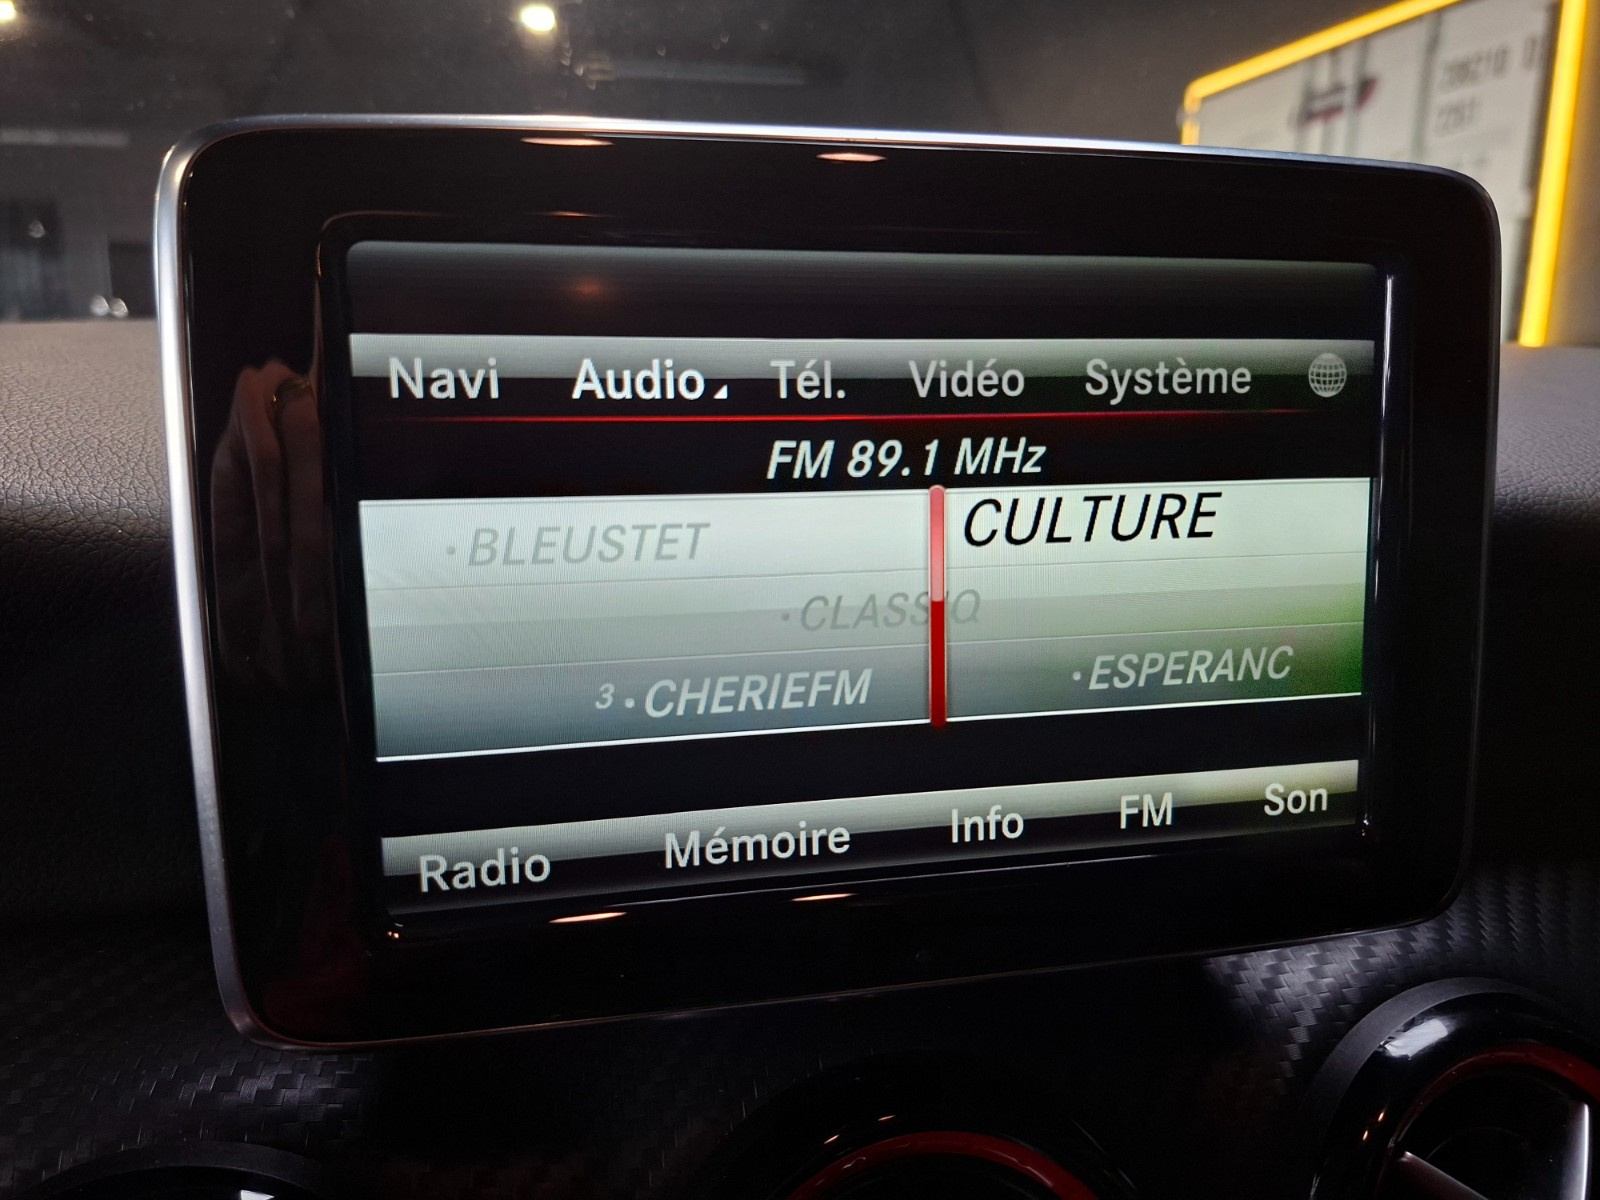 Navi Audio Tél. Vidéo Système
FM 89.1 MHz
CULTURE
·BLEUSTET
·CLASSIQ
3 ·CHERIEFM ·ESPERANC
Radio Mémoire Info FM Son